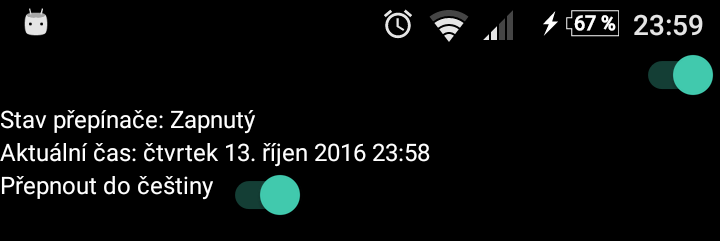 67 % 23:59
Stav přepínače: Zapnutý
Aktuální čas: čtvrtek 13. říjen 2016 23:58
Přepnout do češtiny